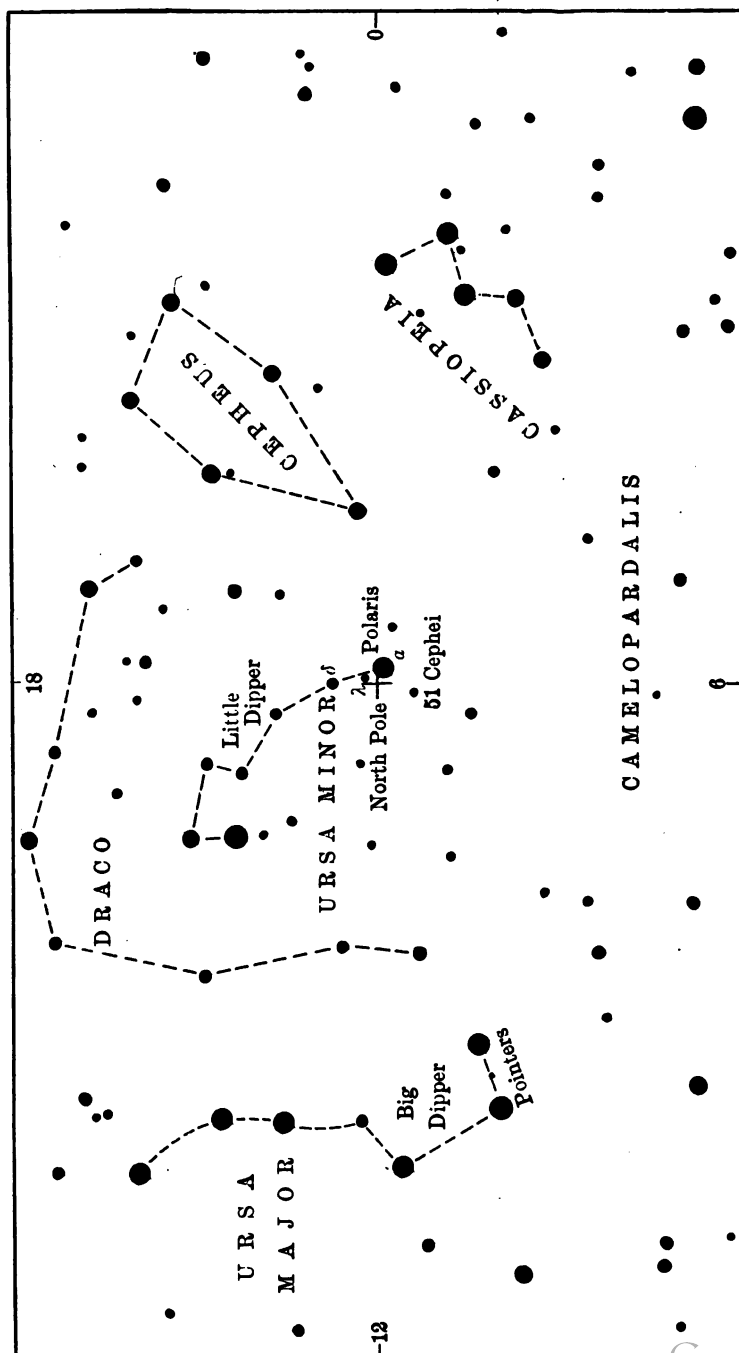 0
CASSIOPEIA
CEPHEUS
CAMELOPARDALIS
18
Little
Dipper
δ
λ
Polaris
α
51 Cephei
North Pole
6
URSA MINOR
DRACO
Big
Dipper
Pointers
URSA
MAJOR
12